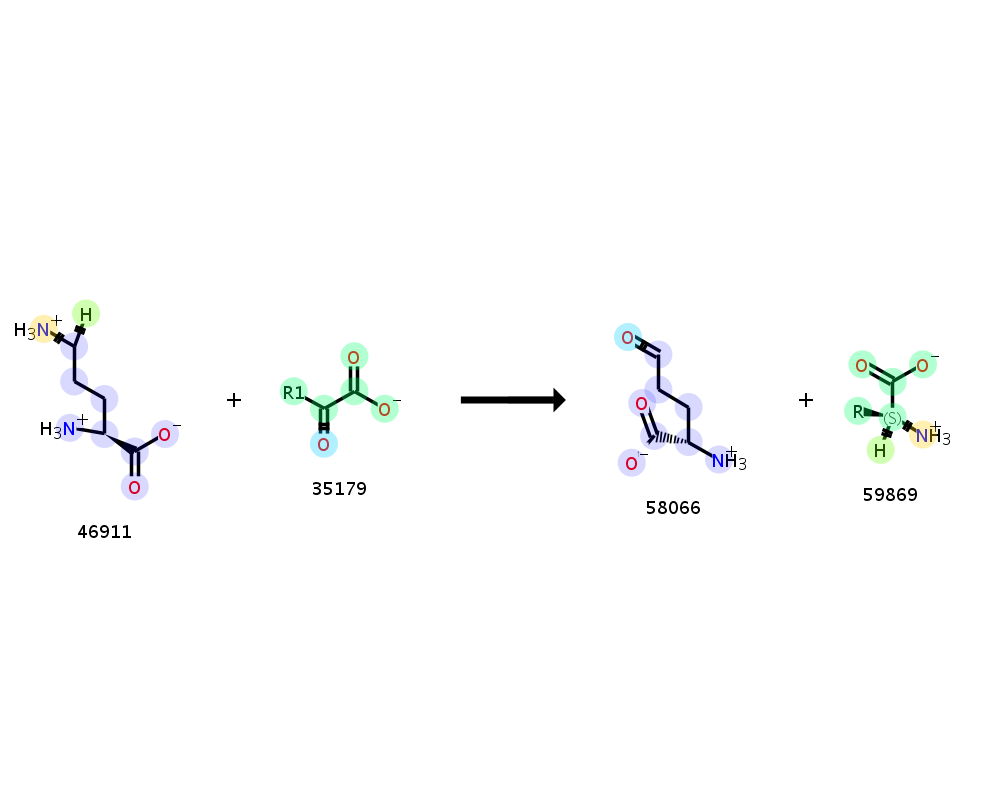 H
H₃N⁺
H₃N⁺
O⁻
O
46911
+
R1
O
O⁻
O
35179
+
O
O
O⁻
NH₃⁺
58066
O
O⁻
R
(S)
NH₃⁺
H
59869